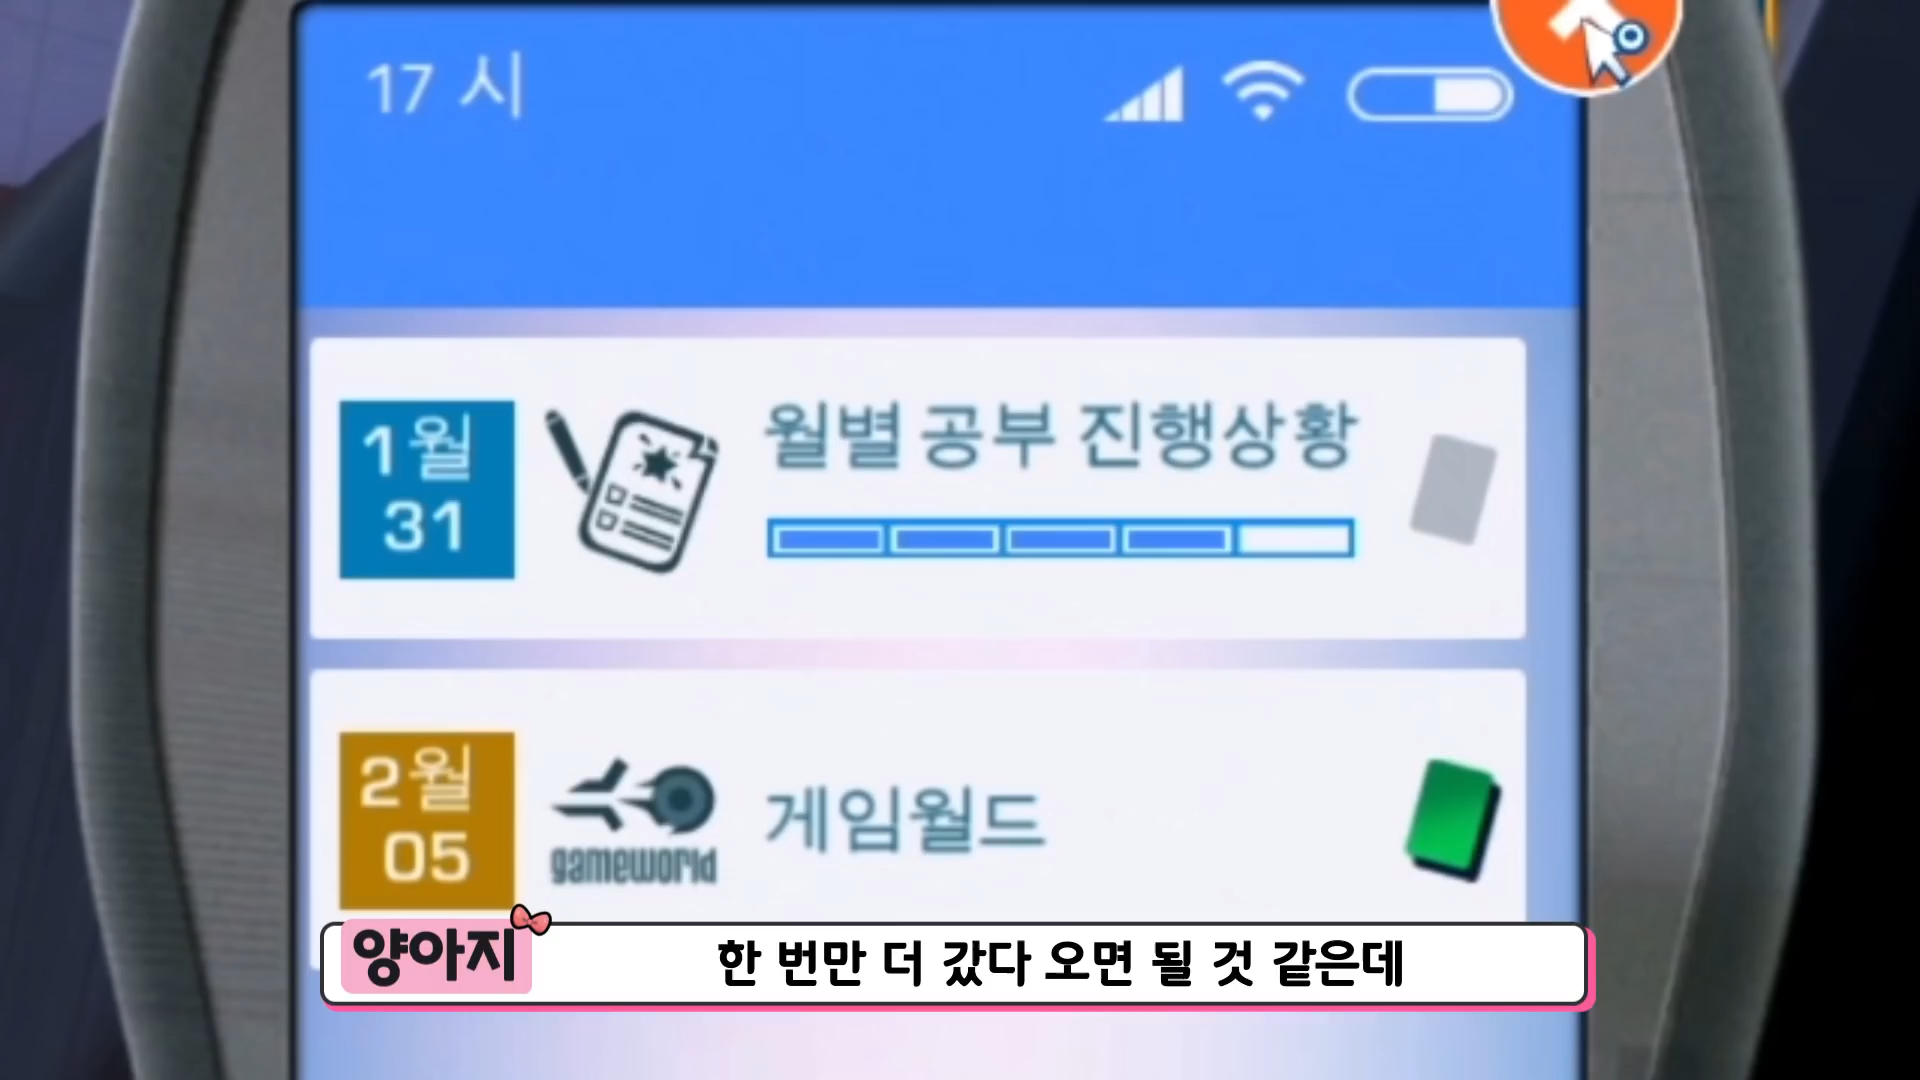 17 시
1월
31
월별 공부 진행상황
2월
05
gameworld
게임월드
양아지
한 번만 더 갔다 오면 될 것 같은데